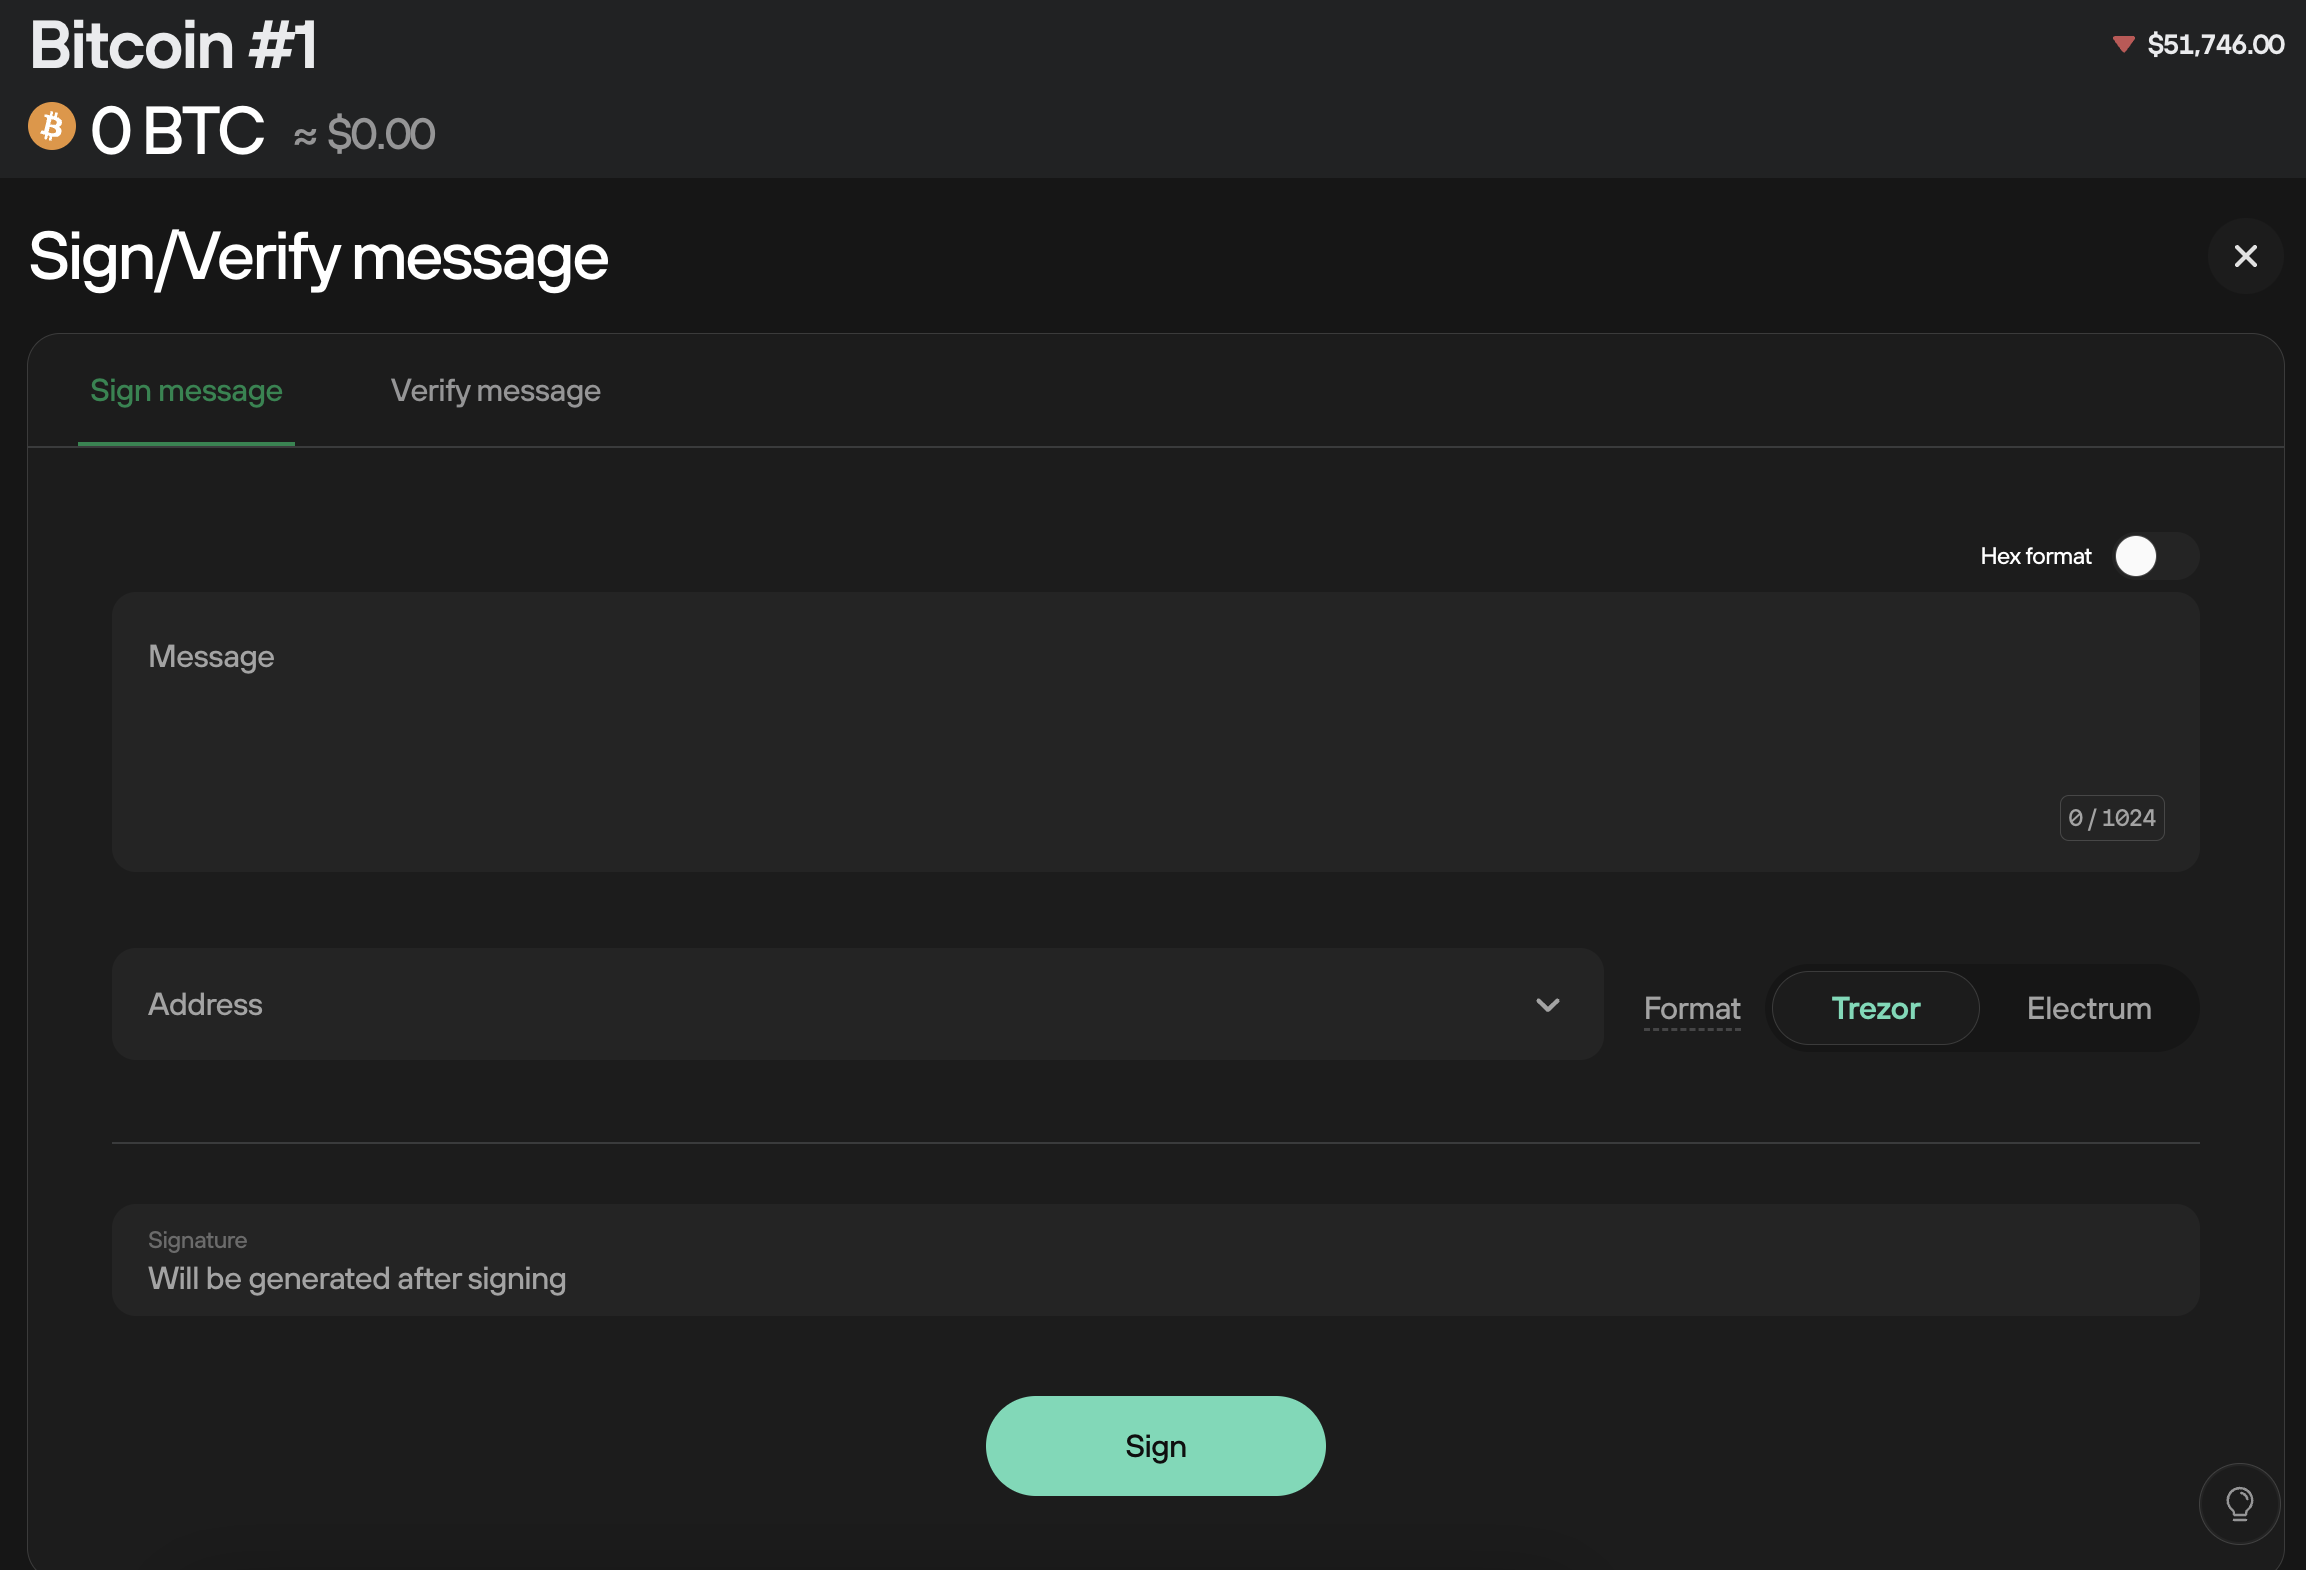 Bitcoin #1
$51,746.00
0 BTC ≈ $0.00
Sign/Verify message
Sign message Verify message
Hex format
Message
0 / 1024
Address
Format Trezor Electrum
Signature
Will be generated after signing
Sign